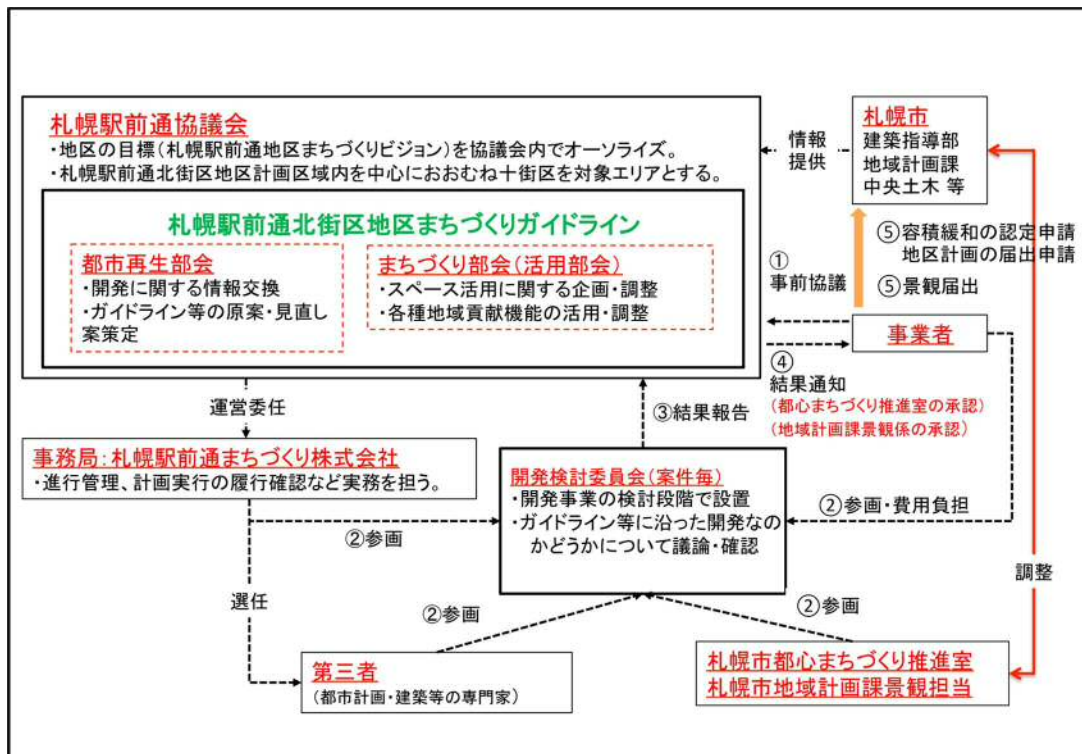 札幌駅前通協議会
・地区の目標(札幌駅前通地区まちづくりビジョン)を協議会内でオーソライズ。
・札幌駅前通北街区地区計画区域内を中心におおむね十街区を対象エリアとする。
札幌駅前通北街区地区まちづくりガイドライン
都市再生部会
・開発に関する情報交換
・ガイドライン等の原案・見直し
案策定
まちづくり部会(活用部会)
・スペース活用に関する企画・調整
・各種地域貢献機能の活用・調整
情報
提供
札幌市
建築指導部
地域計画課
中央土木 等
⑤容積緩和の認定申請
地区計画の届出申請
⑤景観届出
①
事前協議
事業者
④
結果通知
(都心まちづくり推進室の承認)
(地域計画課景観係の承認)
運営委任
③結果報告
事務局:札幌駅前通まちづくり株式会社
・進行管理、計画実行の履行確認など実務を担う。
開発検討委員会(案件毎)
・開発事業の検討段階で設置
・ガイドライン等に沿った開発なの
かどうかについて議論・確認
②参画・費用負担
②参画
調整
選任
②参画
②参画
第三者
(都市計画・建築等の専門家)
札幌市都心まちづくり推進室
札幌市地域計画課景観担当